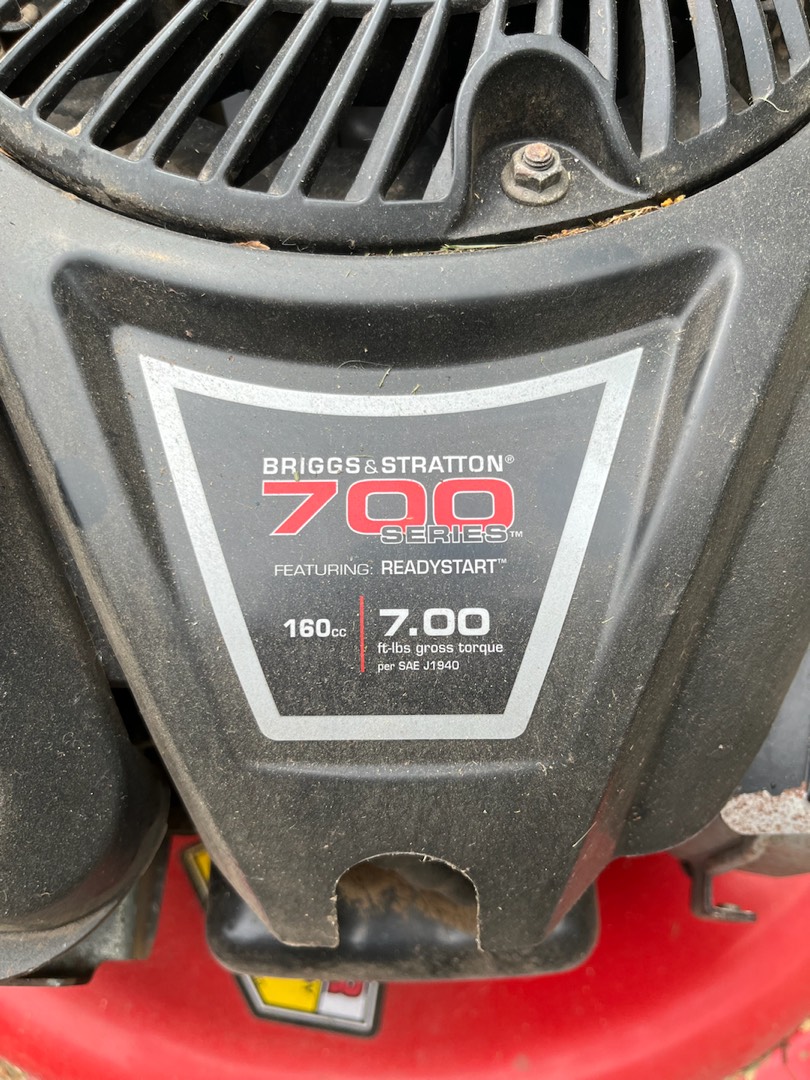 BRIGGS & STRATTON®
700
SERIES™
FEATURING: READYSTART™
160cc
7.00
ft-lbs gross torque
per SAE J1940